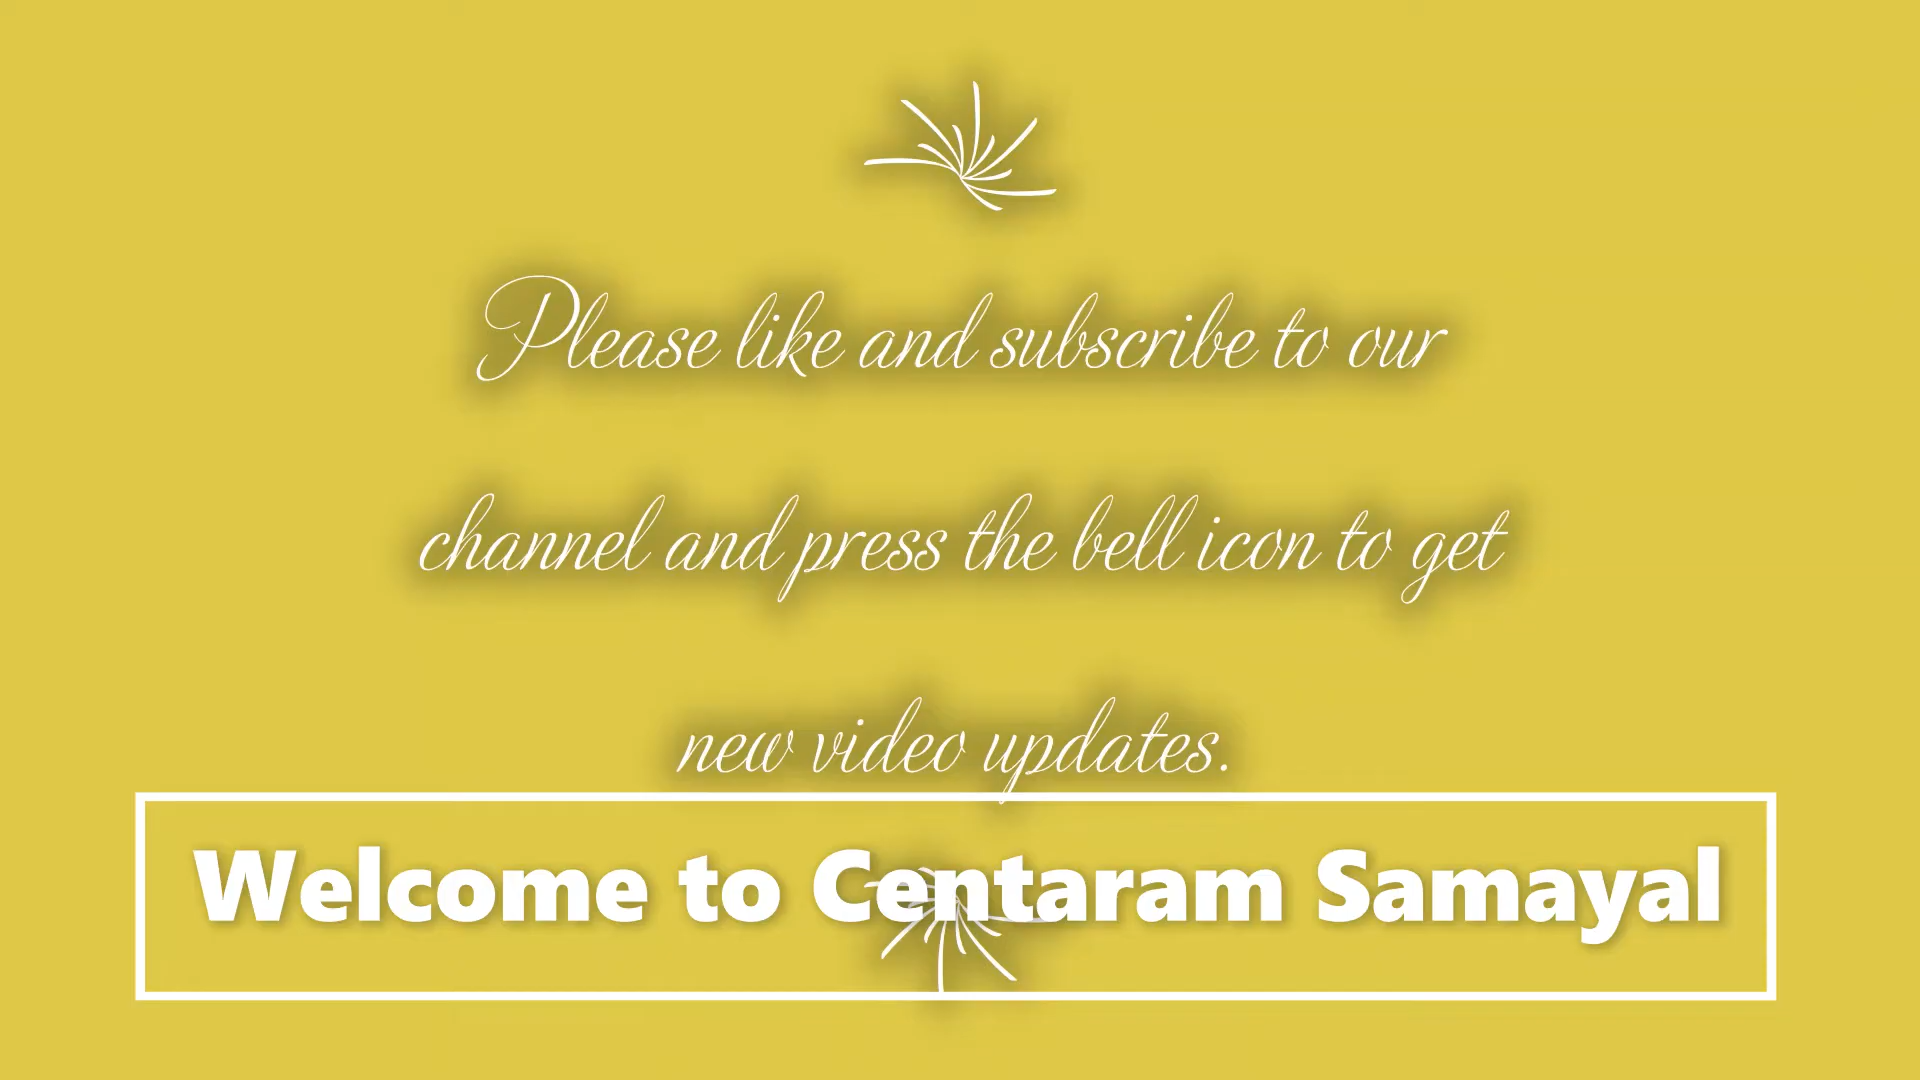 Please like and subscribe to our
channel and press the bell icon to get
new video updates.
Welcome to Centaram Samayal